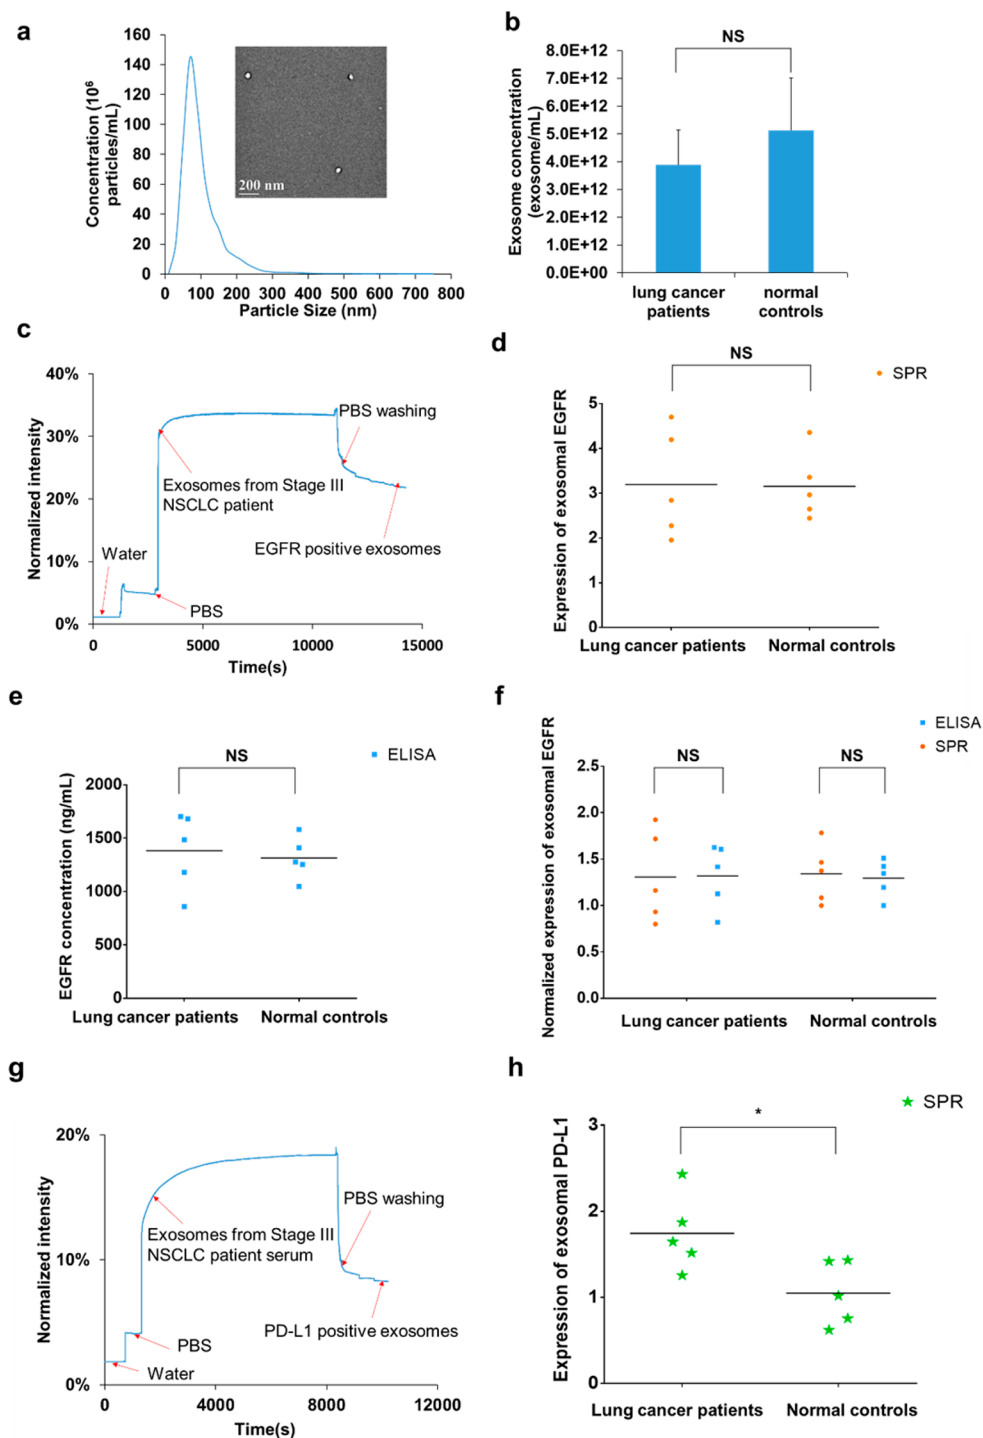 a
Concentration (10⁶
particles/mL)
160
140
120
100
80
60
40
20
0
200 nm
0 100 200 300 400 500 600 700 800
Particle Size (nm)
b
NS
Exosome concentration
(exosome/mL)
8.0E+12
7.0E+12
6.0E+12
5.0E+12
4.0E+12
3.0E+12
2.0E+12
1.0E+12
0.0E+00
lung cancer
patients
normal
controls
c
Normalized intensity
40%
30%
20%
10%
0%
PBS washing
Exosomes from Stage III
NSCLC patient
EGFR positive exosomes
Water
PBS
0 5000 10000 15000
Time(s)
d
NS
SPR
Expression of exosomal EGFR
5
4
3
2
1
0
Lung cancer patients
Normal controls
e
NS
ELISA
EGFR concentration (ng/mL)
2000
1500
1000
500
0
Lung cancer patients
Normal controls
f
ELISA
SPR
NS
NS
Normalized expression of exosomal EGFR
2.5
2.0
1.5
1.0
0.5
0.0
Lung cancer patients
Normal controls
g
Normalized intensity
20%
10%
0%
PBS washing
Exosomes from Stage III
NSCLC patient serum
PD-L1 positive exosomes
PBS
Water
0 4000 8000 12000
Time(s)
h
SPR
*
Expression of exosomal PD-L1
3
2
1
0
Lung cancer patients
Normal controls